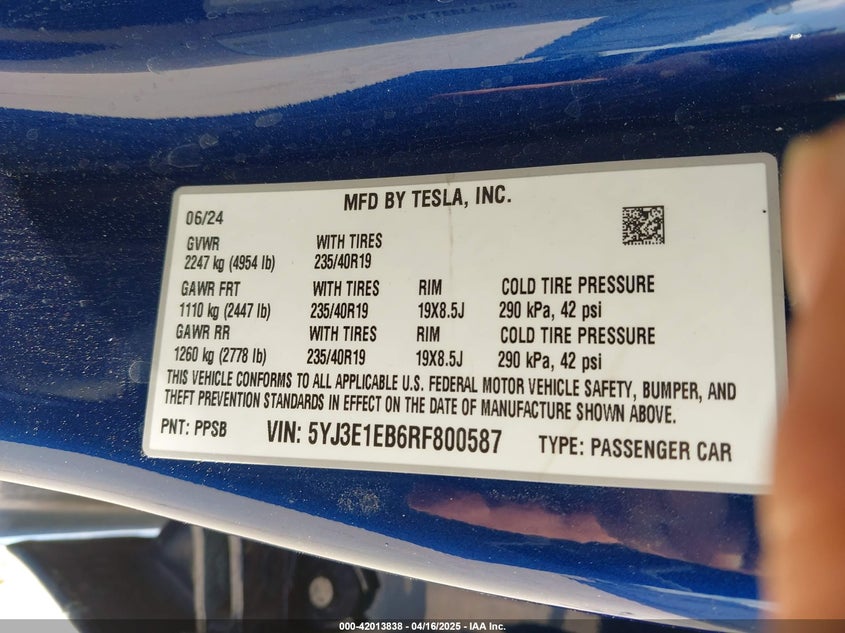 MFD BY TESLA, INC.
06/24
GVWR WITH TIRES
2247 kg (4954 lb) 235/40R19
GAWR FRT WITH TIRES RIM COLD TIRE PRESSURE
1110 kg (2447 lb) 235/40R19 19X8.5J 290 kPa, 42 psi
GAWR RR WITH TIRES RIM COLD TIRE PRESSURE
1260 kg (2778 lb) 235/40R19 19X8.5J 290 kPa, 42 psi
THIS VEHICLE CONFORMS TO ALL APPLICABLE U.S. FEDERAL MOTOR VEHICLE SAFETY, BUMPER, AND
THEFT PREVENTION STANDARDS IN EFFECT ON THE DATE OF MANUFACTURE SHOWN ABOVE.
PNT: PPSB VIN: 5YJ3E1EB6RF800587 TYPE: PASSENGER CAR
000-42013838 - 04/16/2025 - IAA Inc.